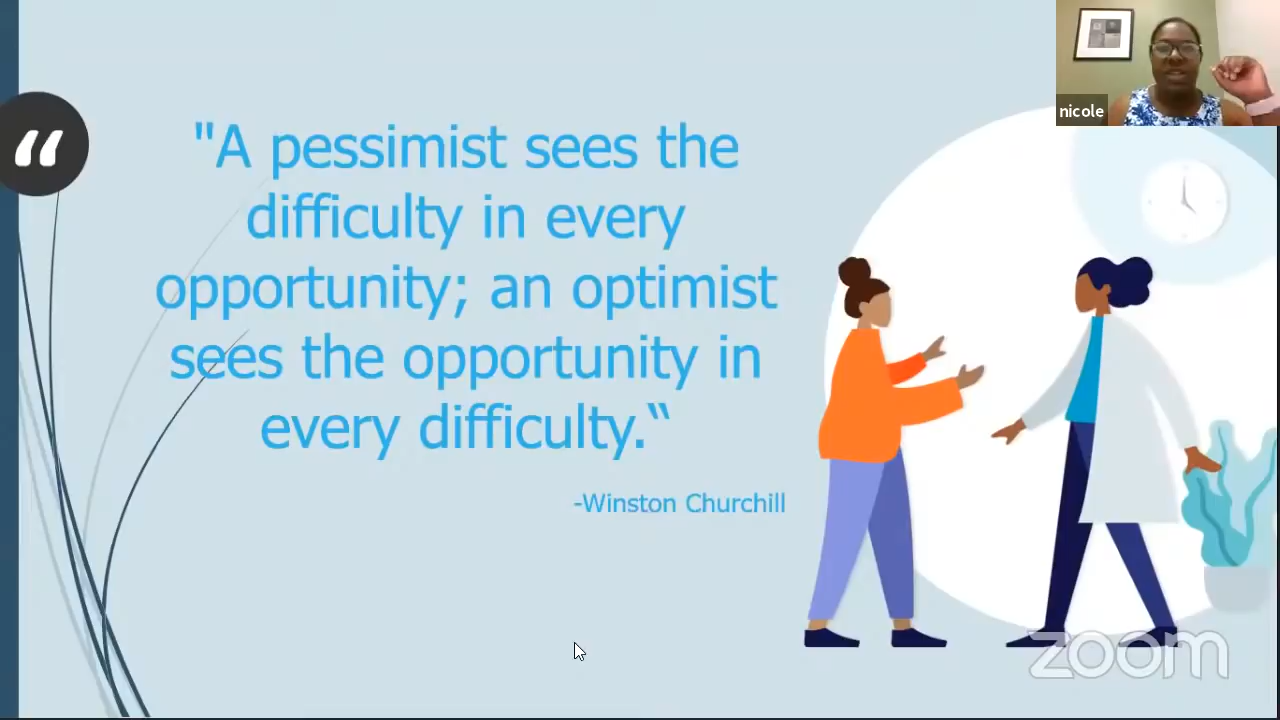 nicole
"A pessimist sees the
difficulty in every
opportunity; an optimist
sees the opportunity in
every difficulty.“
-Winston Churchill
zoom